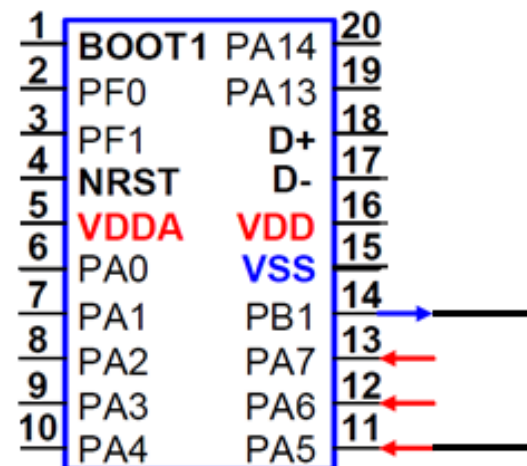 1 BOOT1 PA14 20
2 PF0 PA13 19
3 PF1 D+ 18
4 NRST D- 17
5 VDDA VDD 16
6 PA0 VSS 15
7 PA1 PB1 14
8 PA2 PA7 13
9 PA3 PA6 12
10 PA4 PA5 11